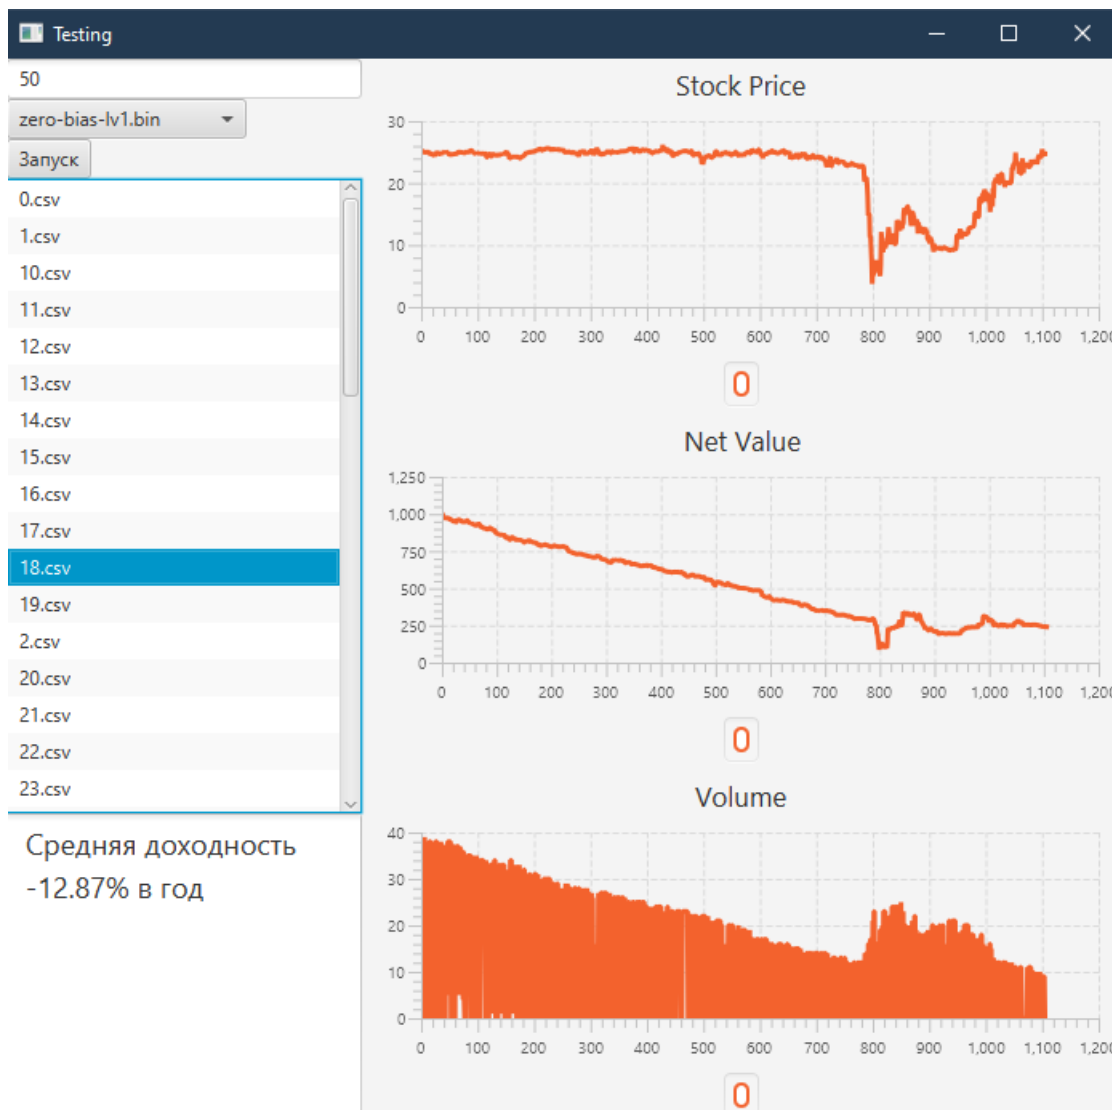 Testing
50
zero-bias-lv1.bin
Запуск
0.csv
1.csv
10.csv
11.csv
12.csv
13.csv
14.csv
15.csv
16.csv
17.csv
18.csv
19.csv
2.csv
20.csv
21.csv
22.csv
23.csv
Средняя доходность
-12.87% в год
Stock Price
30
20
10
0
0 100 200 300 400 500 600 700 800 900 1,000 1,100 1,200
0
Net Value
1,250
1,000
750
500
250
0
0 100 200 300 400 500 600 700 800 900 1,000 1,100 1,200
0
Volume
40
30
20
10
0
0 100 200 300 400 500 600 700 800 900 1,000 1,100 1,200
0